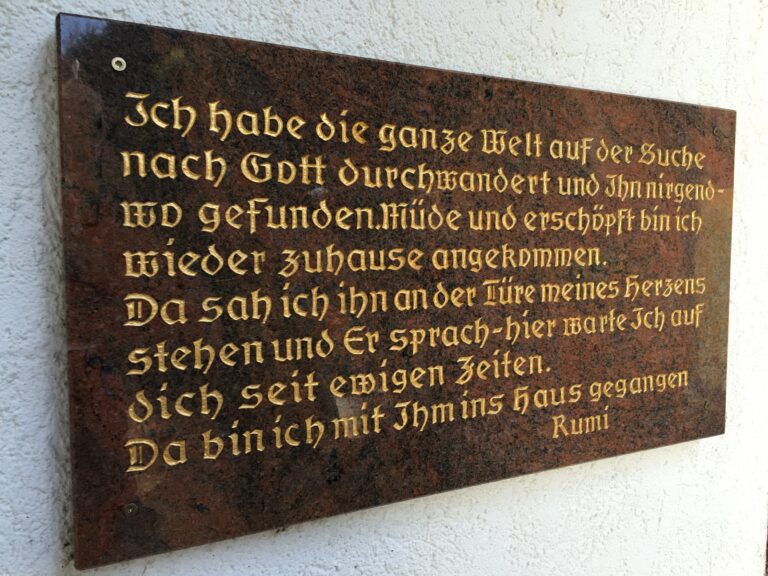 Ich habe die ganze Welt auf der Suche
nach Gott durchwandert und Ihn nirgend-
wo gefunden. Müde und erschöpft bin ich
wieder zuhause angekommen.
Da sah ich ihn an der Türe meines Herzens
stehen und Er sprach-hier warte Ich auf
dich seit ewigen Zeiten.
Da bin ich mit Ihm ins Haus gegangen
Rumi